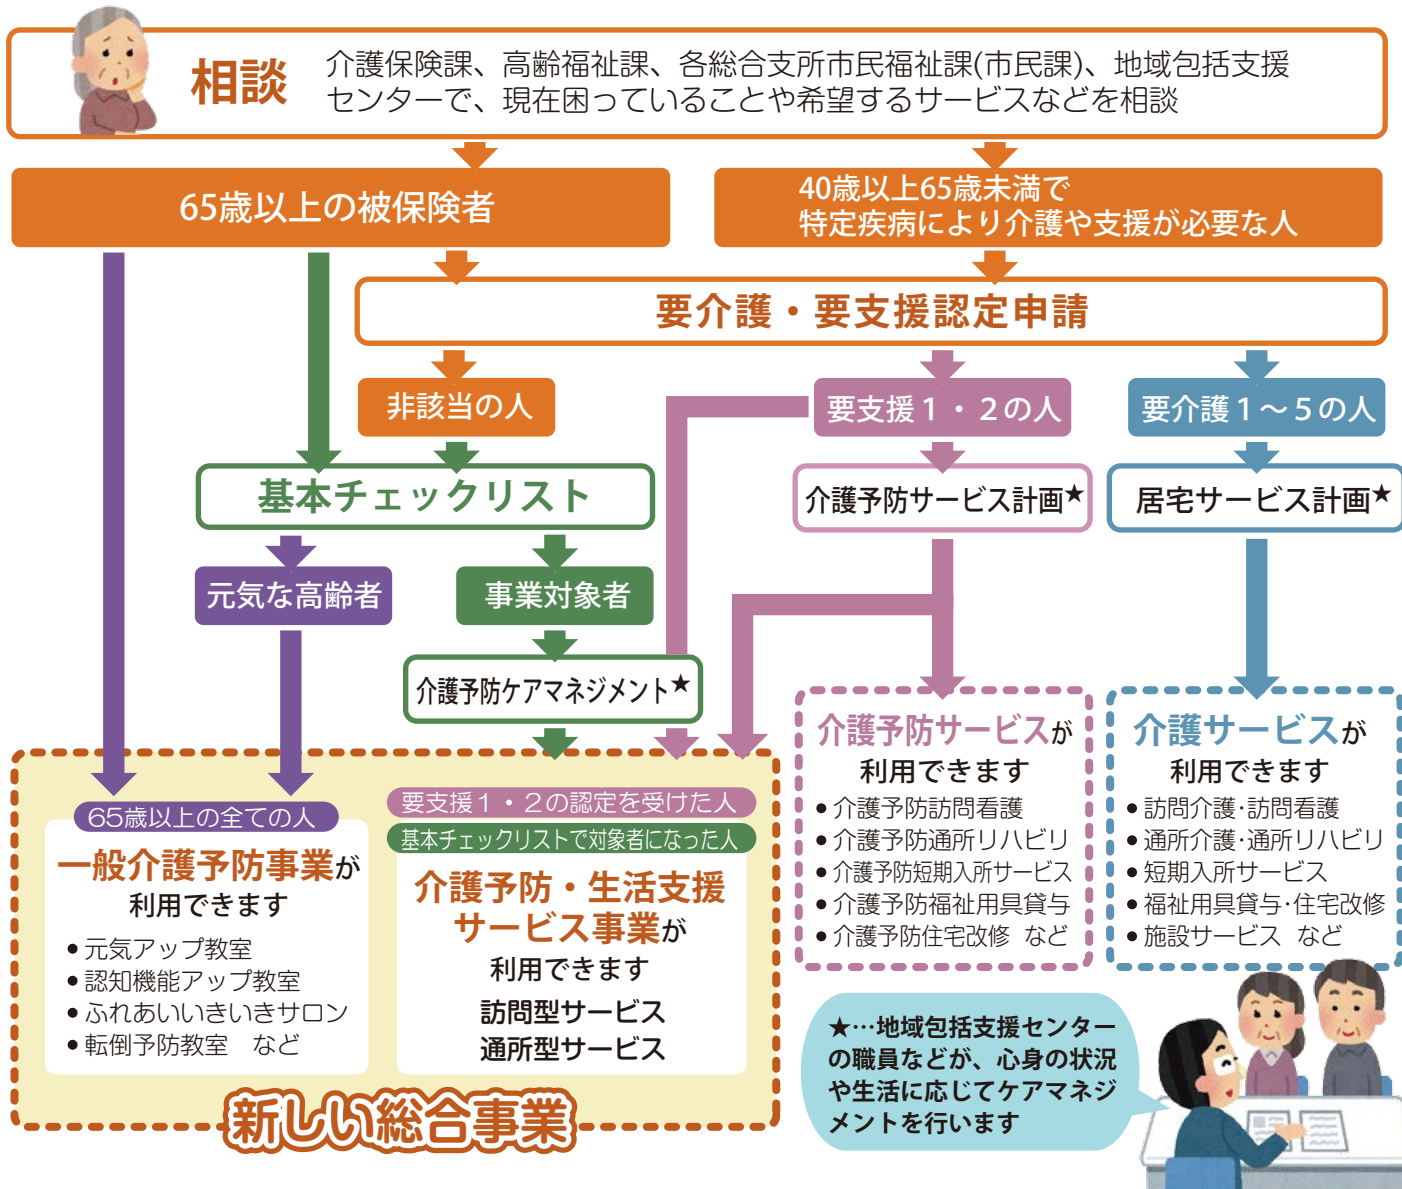 相談
介護保険課、高齢福祉課、各総合支所市民福祉課(市民課)、地域包括支援
センターで、現在困っていることや希望するサービスなどを相談
65歳以上の被保険者
40歳以上65歳未満で
特定疾病により介護や支援が必要な人
要介護・要支援認定申請
非該当の人
要支援1・2の人
要介護1〜5の人
基本チェックリスト
介護予防サービス計画★
居宅サービス計画★
元気な高齢者
事業対象者
介護予防ケアマネジメント★
65歳以上の全ての人
一般介護予防事業が
利用できます
●元気アップ教室
●認知機能アップ教室
●ふれあいいきいきサロン
●転倒予防教室 など
要支援1・2の認定を受けた人
基本チェックリストで対象者になった人
介護予防・生活支援
サービス事業が
利用できます
訪問型サービス
通所型サービス
新しい総合事業
介護予防サービスが
利用できます
●介護予防訪問看護
●介護予防通所リハビリ
●介護予防短期入所サービス
●介護予防福祉用具貸与
●介護予防住宅改修 など
介護サービスが
利用できます
●訪問介護・訪問看護
●通所介護・通所リハビリ
●短期入所サービス
●福祉用具貸与・住宅改修
●施設サービス など
★…地域包括支援センター
の職員などが、心身の状況
や生活に応じてケアマネジ
メントを行います